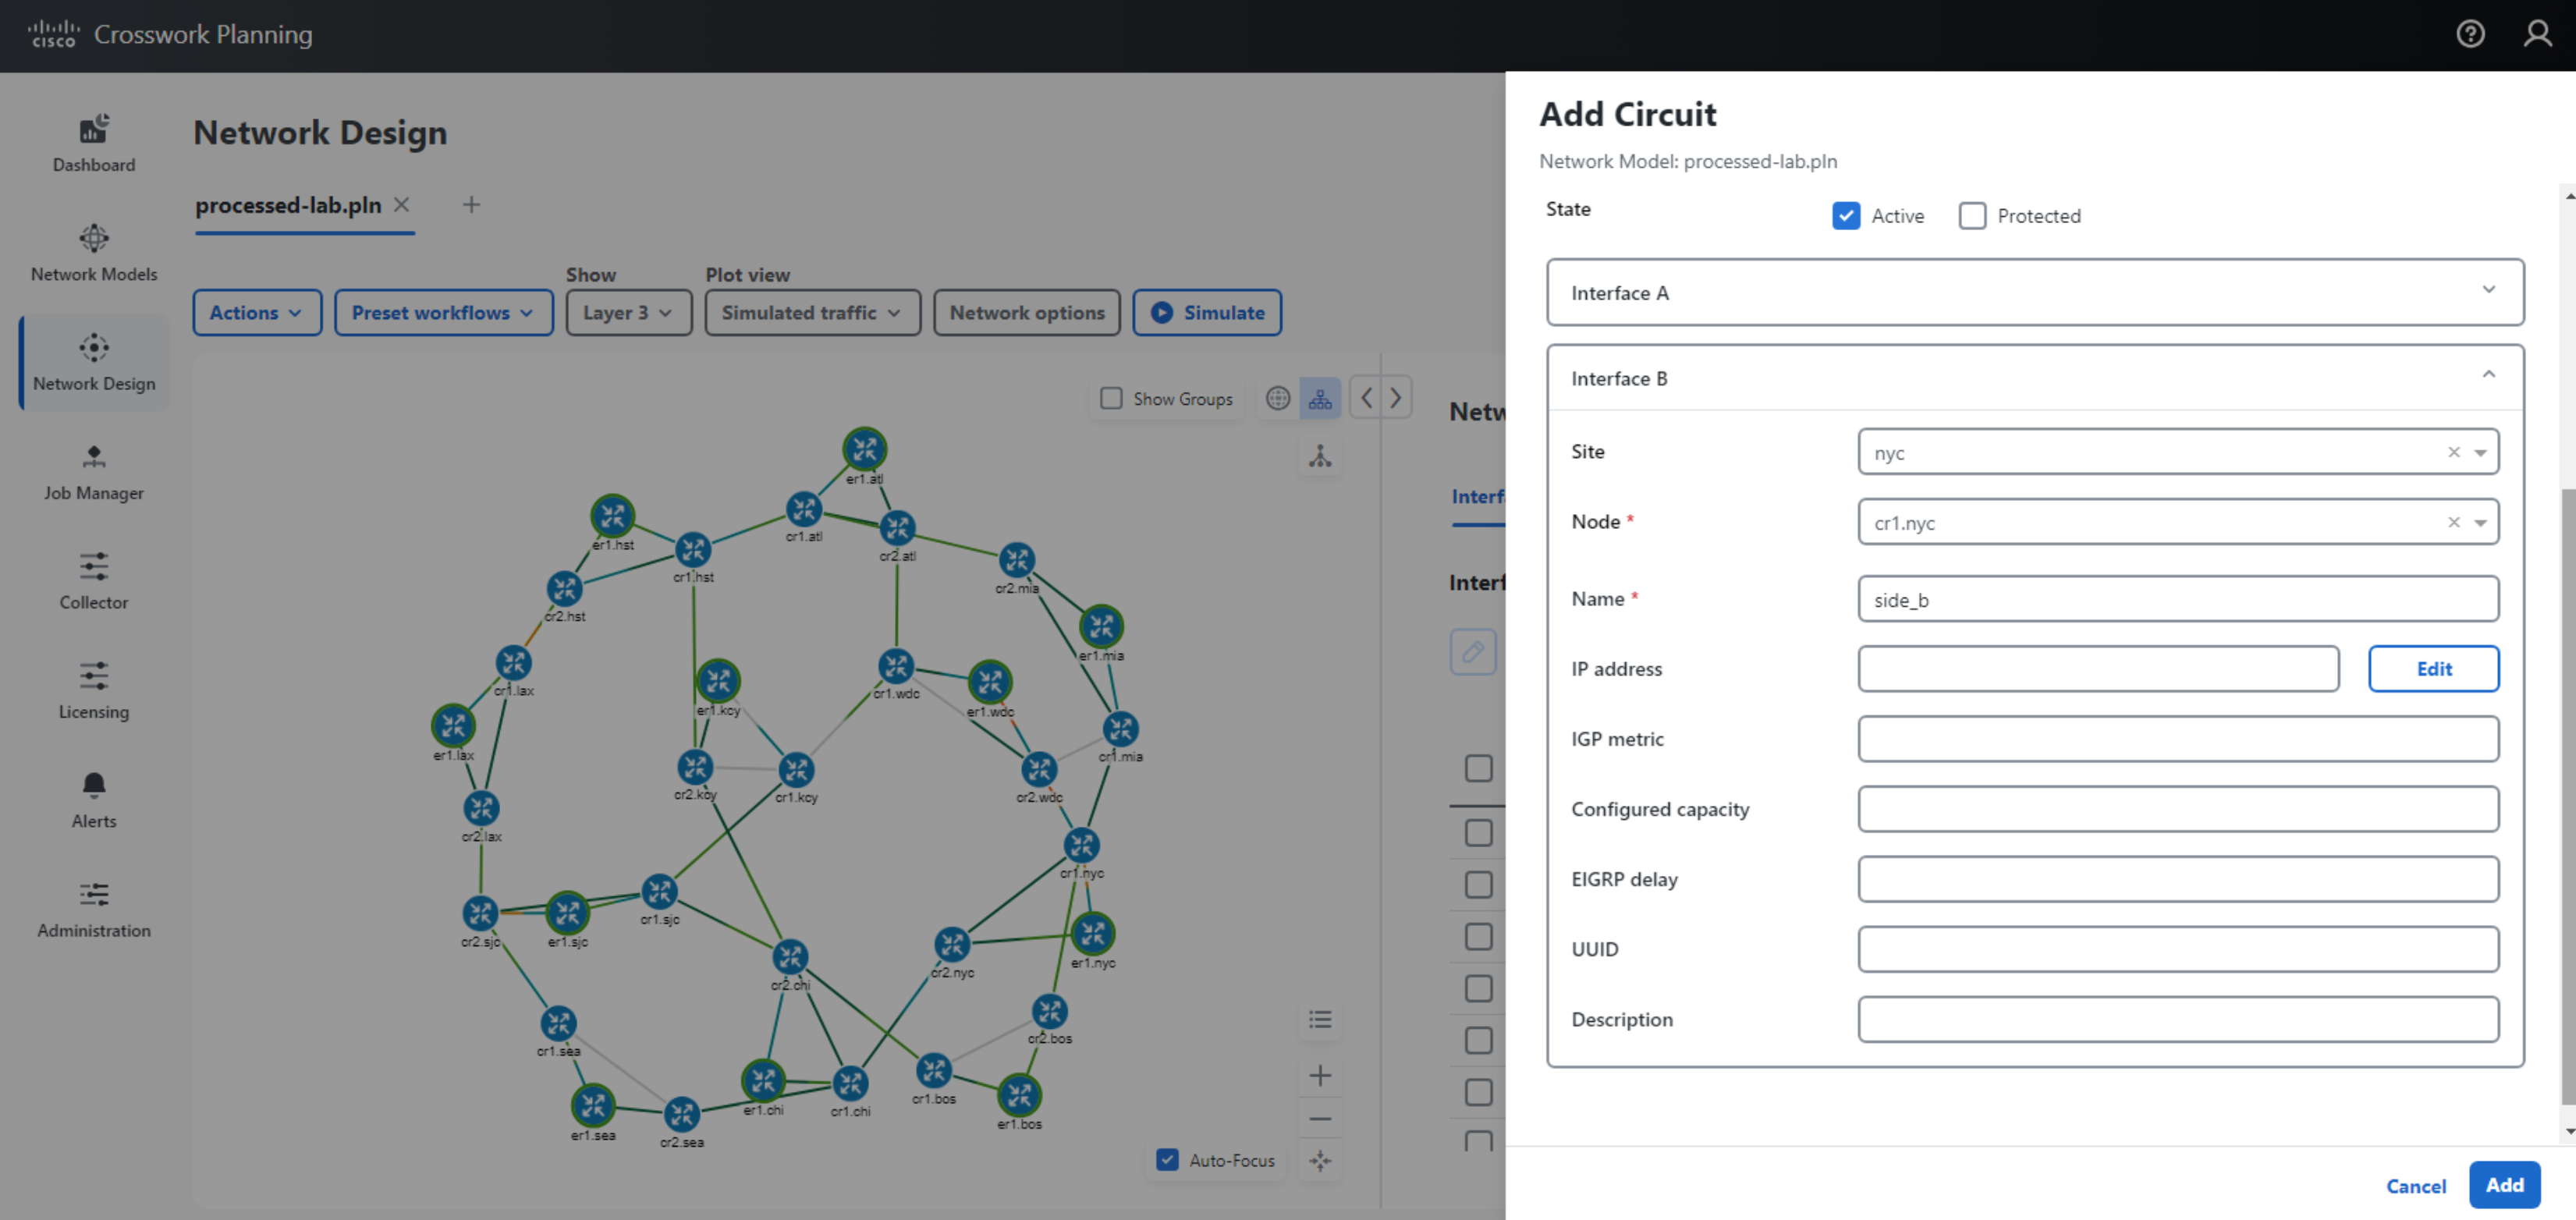 cisco Crosswork Planning
Dashboard
Network Models
Network Design
Job Manager
Collector
Licensing
Alerts
Administration
Network Design
processed-lab.pln
Show
Plot view
Actions
Preset workflows
Layer 3
Simulated traffic
Network options
Simulate
Show Groups
er1.atl
er1.hst
cr1.atl
cr2.atl
cr1.hst
cr2.mia
cr2.hst
er1.mia
cr1.lax
cr1.wdc
er1.kcy
er1.wdc
er1.lax
cr1.mia
cr2.kcy
cr1.kcy
cr2.wdc
cr2.lax
cr1.nyc
cr1.sjc
cr2.sjc
er1.sjc
er1.nyc
cr2.nyc
cr2.chi
cr2.bos
cr1.sea
cr1.bos
er1.chi
cr1.chi
er1.bos
er1.sea
cr2.sea
Auto-Focus
Netw
Interf
Interf
Add Circuit
Network Model: processed-lab.pln
State
Active
Protected
Interface A
Interface B
Site
nyc
Node *
cr1.nyc
Name *
side_b
IP address
Edit
IGP metric
Configured capacity
EIGRP delay
UUID
Description
Cancel
Add